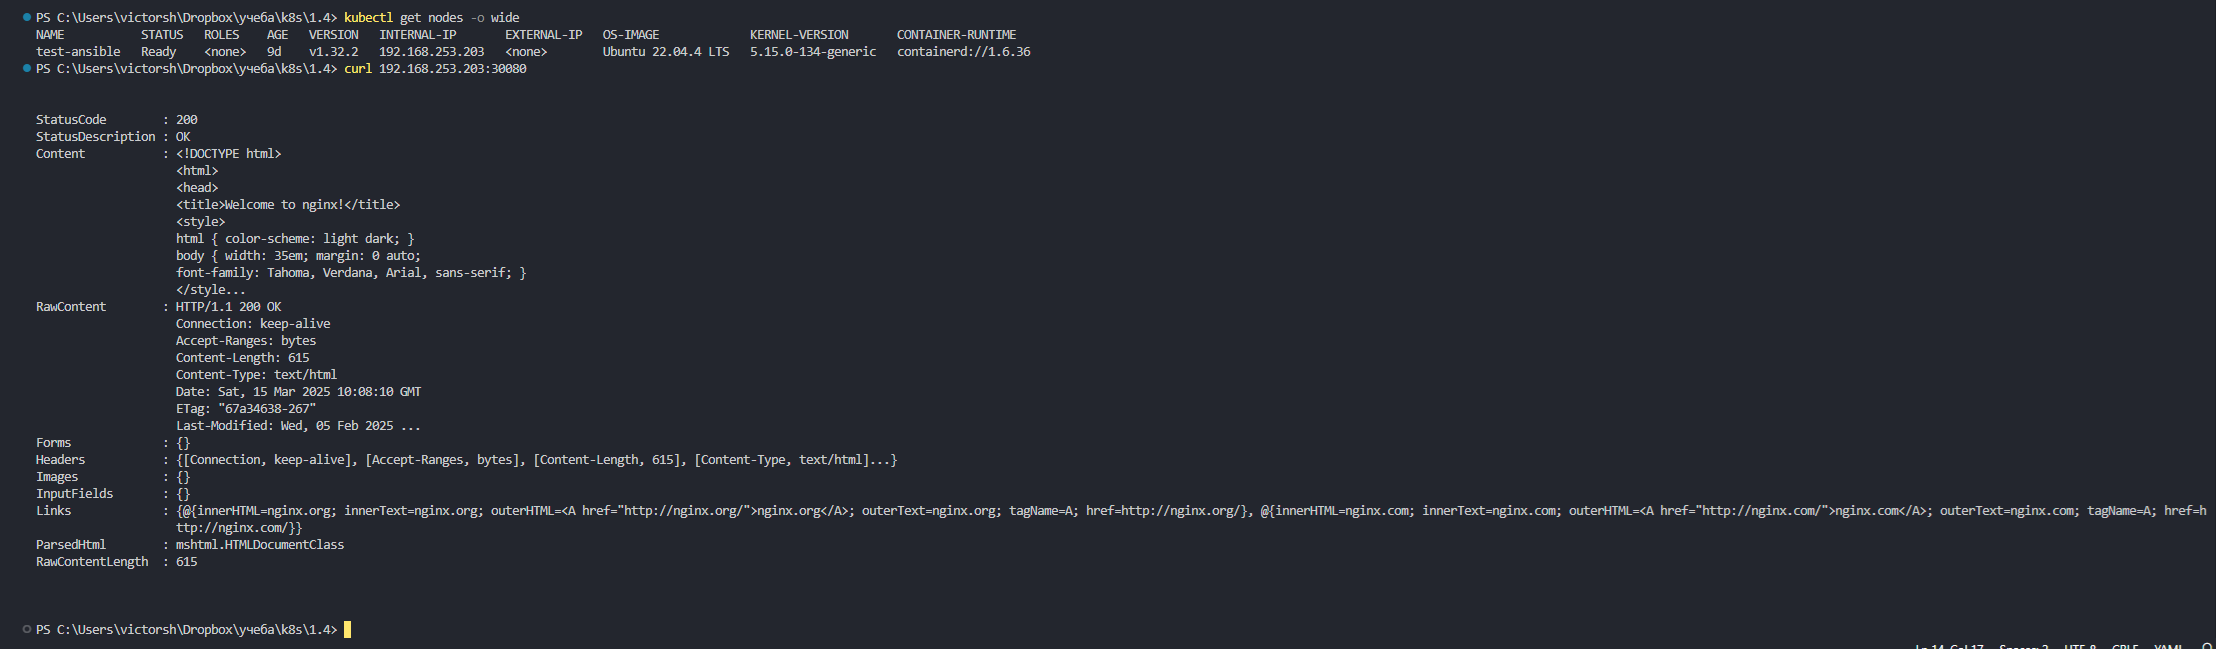 PS C:\Users\victorsh\Dropbox\учеба\k8s\1.4> kubectl get nodes -o wide
NAME STATUS ROLES AGE VERSION INTERNAL-IP EXTERNAL-IP OS-IMAGE KERNEL-VERSION CONTAINER-RUNTIME
test-ansible Ready <none> 9d v1.32.2 192.168.253.203 <none> Ubuntu 22.04.4 LTS 5.15.0-134-generic containerd://1.6.36
PS C:\Users\victorsh\Dropbox\учеба\k8s\1.4> curl 192.168.253.203:30080
StatusCode : 200
StatusDescription : OK
Content : <!DOCTYPE html>
<html>
<head>
<title>Welcome to nginx!</title>
<style>
html { color-scheme: light dark; }
body { width: 35em; margin: 0 auto;
font-family: Tahoma, Verdana, Arial, sans-serif; }
</style...
RawContent : HTTP/1.1 200 OK
Connection: keep-alive
Accept-Ranges: bytes
Content-Length: 615
Content-Type: text/html
Date: Sat, 15 Mar 2025 10:08:10 GMT
ETag: "67a34638-267"
Last-Modified: Wed, 05 Feb 2025 ...
Forms : {}
Headers : {[Connection, keep-alive], [Accept-Ranges, bytes], [Content-Length, 615], [Content-Type, text/html]...}
Images : {}
InputFields : {}
Links : {@{innerHTML=nginx.org; innerText=nginx.org; outerHTML=<A href="http://nginx.org/">nginx.org</A>; outerText=nginx.org; tagName=A; href=http://nginx.org/}, @{innerHTML=nginx.com; innerText=nginx.com; outerHTML=<A href="http://nginx.com/">nginx.com</A>; outerText=nginx.com; tagName=A; href=h
ttp://nginx.com/}}
ParsedHtml : mshtml.HTMLDocumentClass
RawContentLength : 615
PS C:\Users\victorsh\Dropbox\учеба\k8s\1.4>